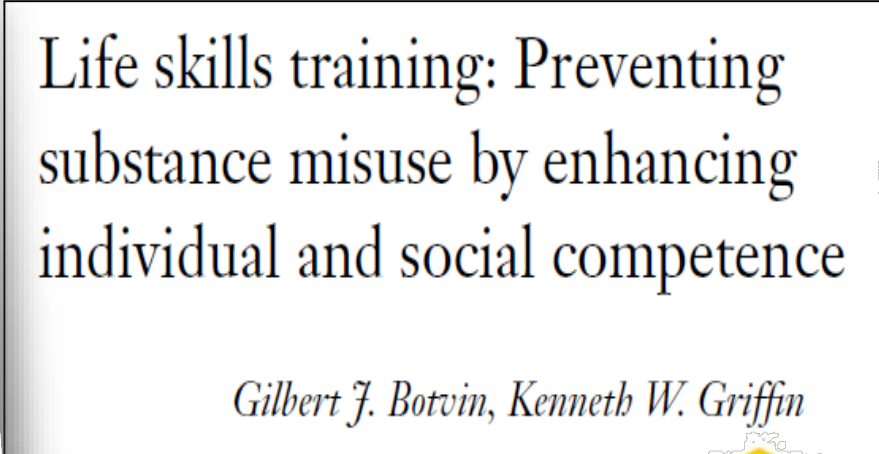 Life skills training: Preventing
substance misuse by enhancing
individual and social competence
Gilbert J. Botvin, Kenneth W. Griffin